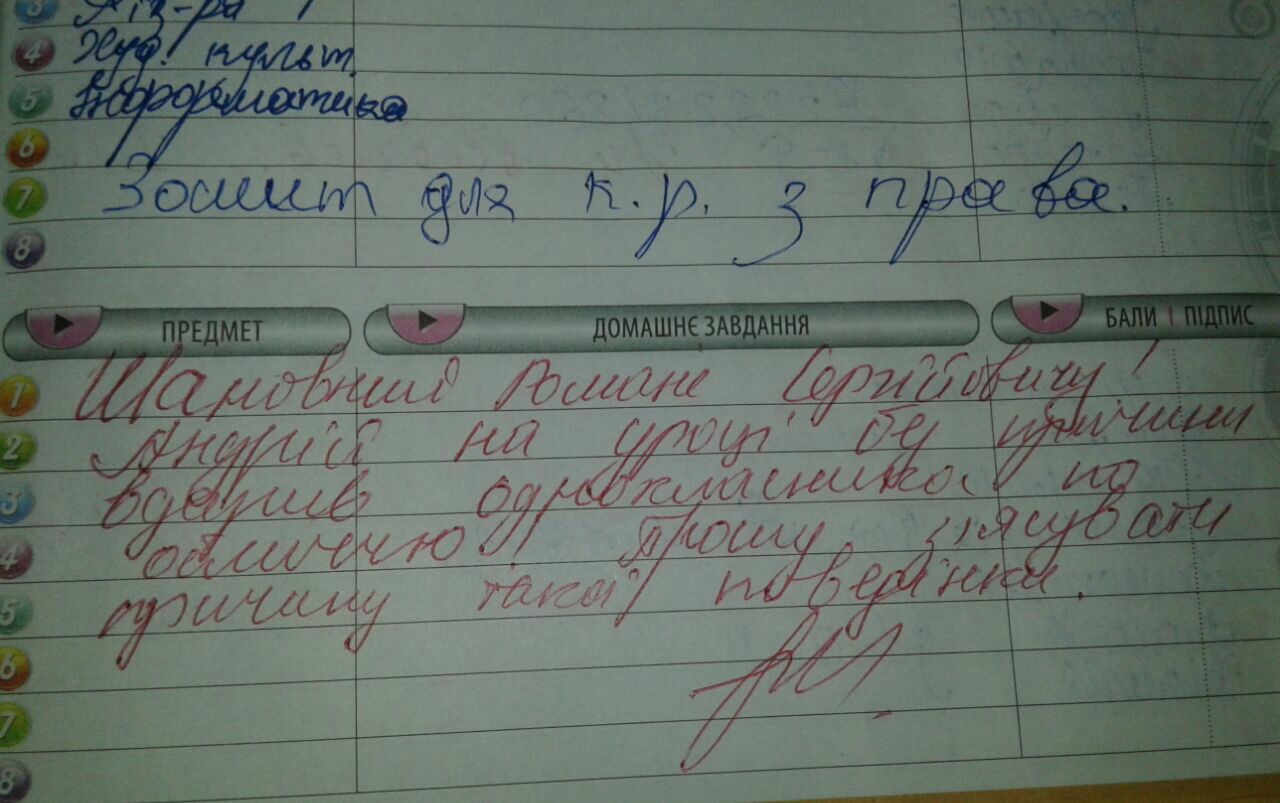 3 Фіз-ра
4 Худ. культ.
5 Інформатика
6
7 Зошит для к.р. з права.
8
ПРЕДМЕТ ДОМАШНЄ ЗАВДАННЯ БАЛИ | ПІДПИС
1 Шановний Романе Сергійовичу!
2 Андрій на уроці без причини
3 вдарив однокласника по
4 обличчю. Прошу з'ясувати
5 причину такої поведінки.
6
7
8